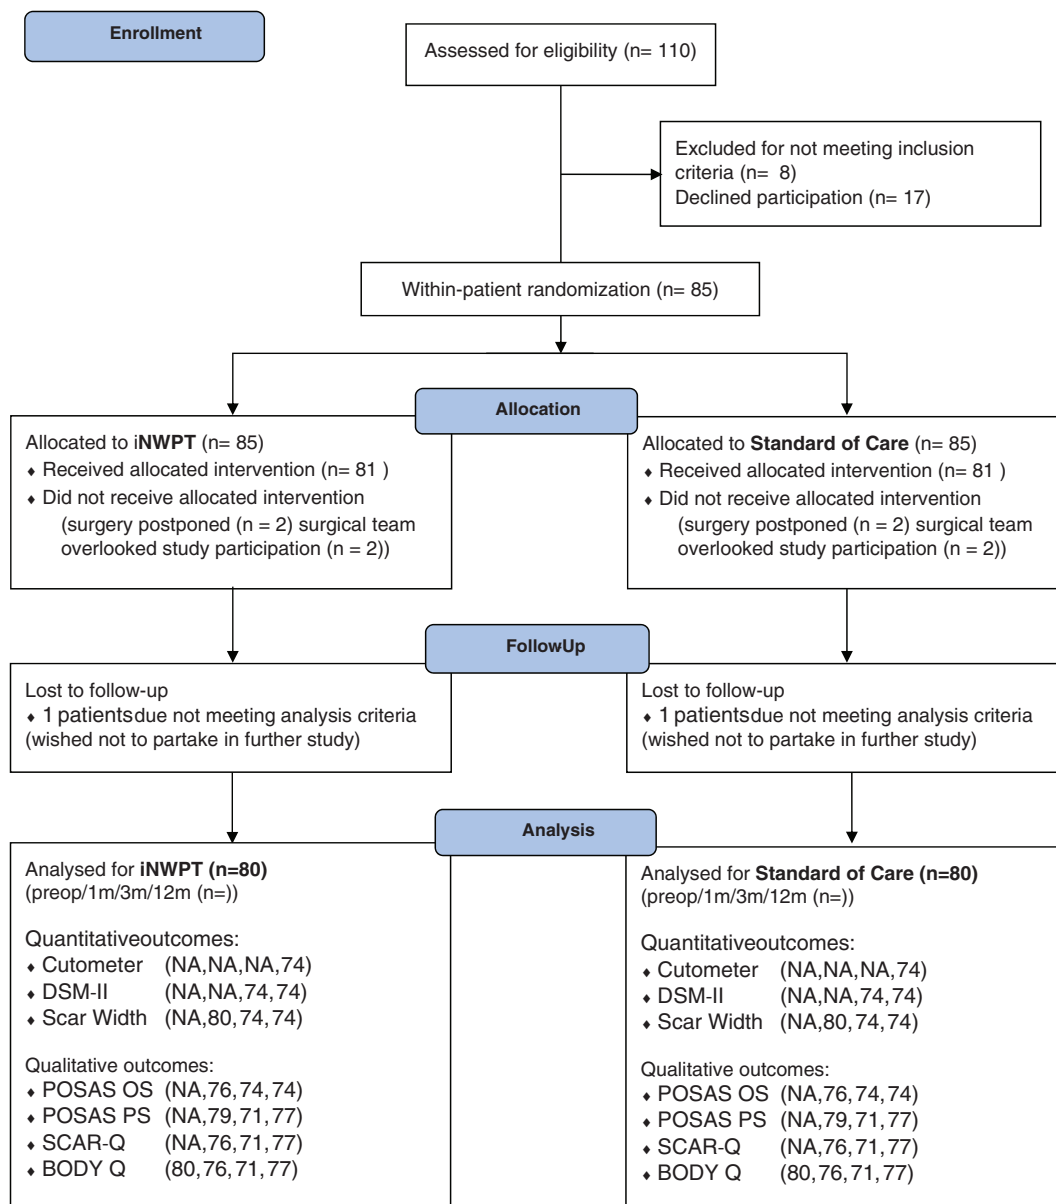 Enrollment
Assessed for eligibility (n= 110)
Excluded for not meeting inclusion
criteria (n= 8)
Declined participation (n= 17)
Within-patient randomization (n= 85)
Allocation
Allocated to iNWPT (n= 85)
♦ Received allocated intervention (n= 81 )
♦ Did not receive allocated intervention
(surgery postponed (n = 2) surgical team
overlooked study participation (n = 2))
Allocated to Standard of Care (n= 85)
♦ Received allocated intervention (n= 81 )
♦ Did not receive allocated intervention
(surgery postponed (n = 2) surgical team
overlooked study participation (n = 2))
FollowUp
Lost to follow-up
♦ 1 patients due not meeting analysis criteria
(wished not to partake in further study)
Lost to follow-up
♦ 1 patients due not meeting analysis criteria
(wished not to partake in further study)
Analysis
Analysed for iNWPT (n=80)
(preop/1m/3m/12m (n=))
Quantitativeoutcomes:
♦ Cutometer (NA,NA,NA,74)
♦ DSM-II (NA,NA,74,74)
♦ Scar Width (NA,80,74,74)
Qualitative outcomes:
♦ POSAS OS (NA,76,74,74)
♦ POSAS PS (NA,79,71,77)
♦ SCAR-Q (NA,76,71,77)
♦ BODY Q (80,76,71,77)
Analysed for Standard of Care (n=80)
(preop/1m/3m/12m (n=))
Quantitativeoutcomes:
♦ Cutometer (NA,NA,NA,74)
♦ DSM-II (NA,NA,74,74)
♦ Scar Width (NA,80,74,74)
Qualitative outcomes:
♦ POSAS OS (NA,76,74,74)
♦ POSAS PS (NA,79,71,77)
♦ SCAR-Q (NA,76,71,77)
♦ BODY Q (80,76,71,77)